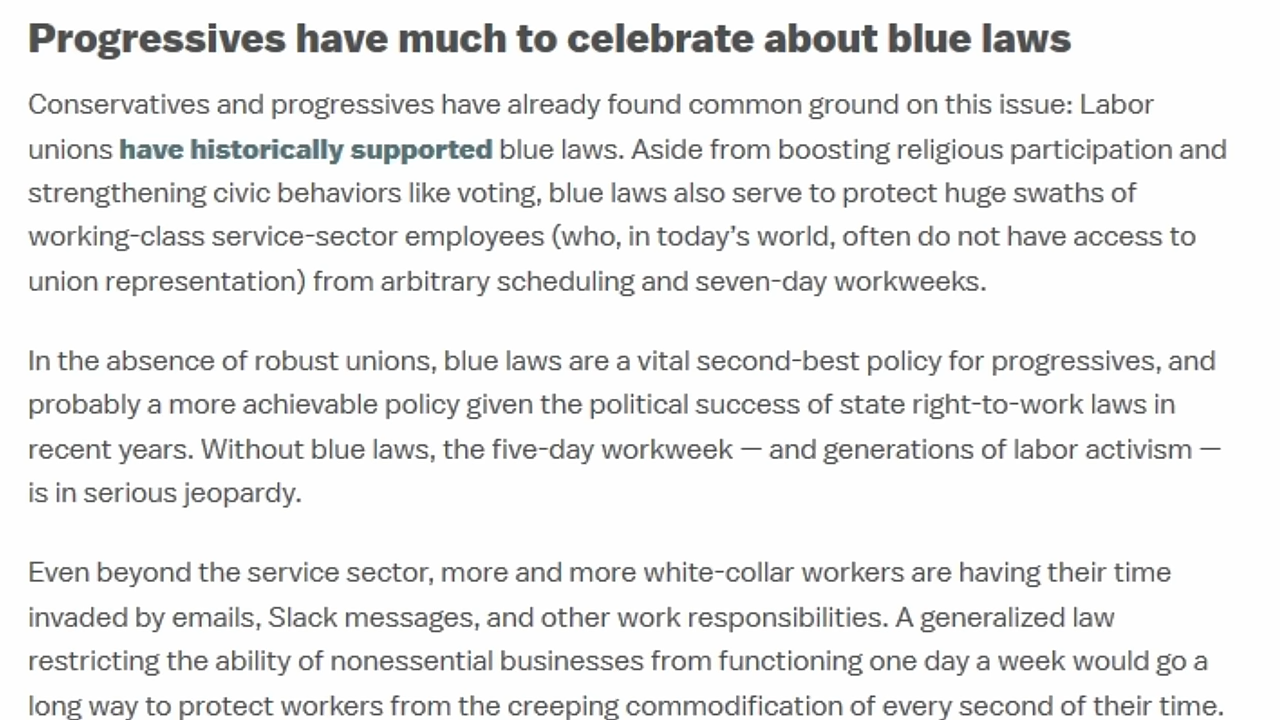 Progressives have much to celebrate about blue laws
Conservatives and progressives have already found common ground on this issue: Labor
unions have historically supported blue laws. Aside from boosting religious participation and
strengthening civic behaviors like voting, blue laws also serve to protect huge swaths of
working-class service-sector employees (who, in today’s world, often do not have access to
union representation) from arbitrary scheduling and seven-day workweeks.
In the absence of robust unions, blue laws are a vital second-best policy for progressives, and
probably a more achievable policy given the political success of state right-to-work laws in
recent years. Without blue laws, the five-day workweek — and generations of labor activism —
is in serious jeopardy.
Even beyond the service sector, more and more white-collar workers are having their time
invaded by emails, Slack messages, and other work responsibilities. A generalized law
restricting the ability of nonessential businesses from functioning one day a week would go a
long way to protect workers from the creeping commodification of every second of their time.